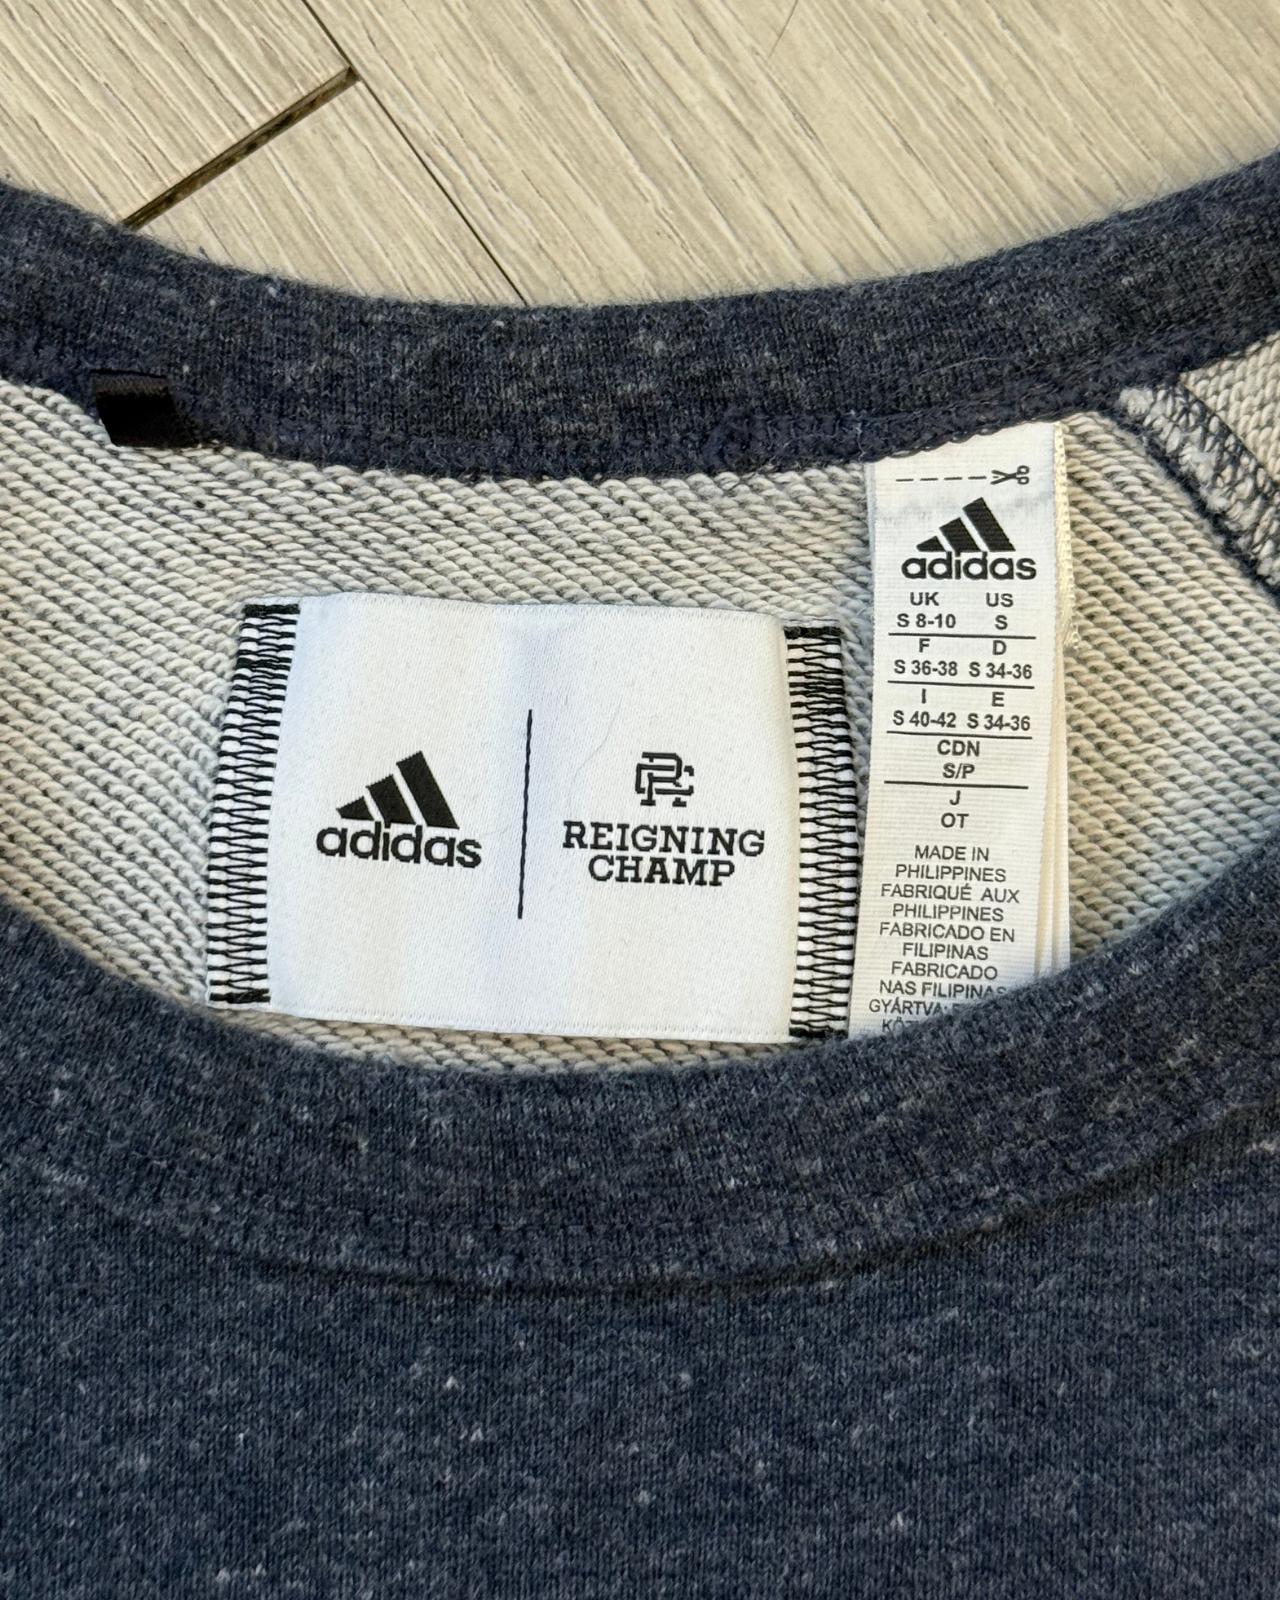 adidas
REIGNING
CHAMP
adidas
UK US
S 8-10 S
F D
S 36-38 S 34-36
I E
S 40-42 S 34-36
CDN
S/P
J
OT
MADE IN
PHILIPPINES
FABRIQUÉ AUX
PHILIPPINES
FABRICADO EN
FILIPINAS
FABRICADO
NAS FILIPINAS
GYÁRTVA: